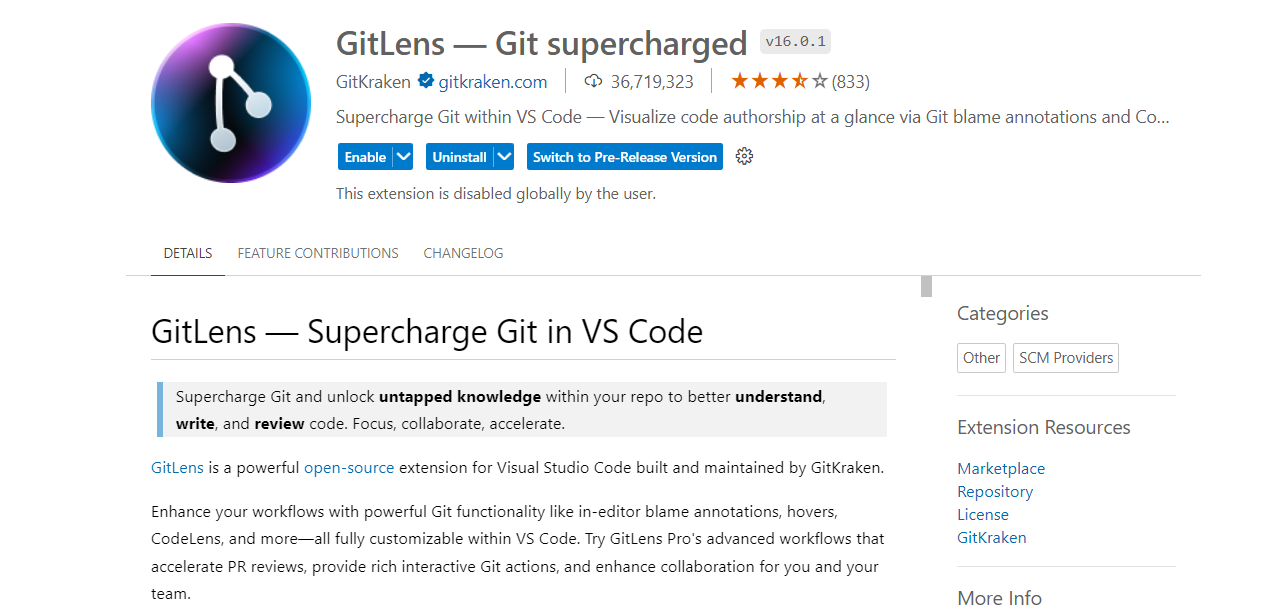 GitLens — Git supercharged v16.0.1
GitKraken gitkraken.com 36,719,323 (833)
Supercharge Git within VS Code — Visualize code authorship at a glance via Git blame annotations and Co...
Enable Uninstall Switch to Pre-Release Version
This extension is disabled globally by the user.
DETAILS FEATURE CONTRIBUTIONS CHANGELOG
GitLens — Supercharge Git in VS Code
Supercharge Git and unlock untapped knowledge within your repo to better understand,
write, and review code. Focus, collaborate, accelerate.
GitLens is a powerful open-source extension for Visual Studio Code built and maintained by GitKraken.
Enhance your workflows with powerful Git functionality like in-editor blame annotations, hovers,
CodeLens, and more—all fully customizable within VS Code. Try GitLens Pro's advanced workflows that
accelerate PR reviews, provide rich interactive Git actions, and enhance collaboration for you and your
team.
Categories
Other SCM Providers
Extension Resources
Marketplace
Repository
License
GitKraken
More Info